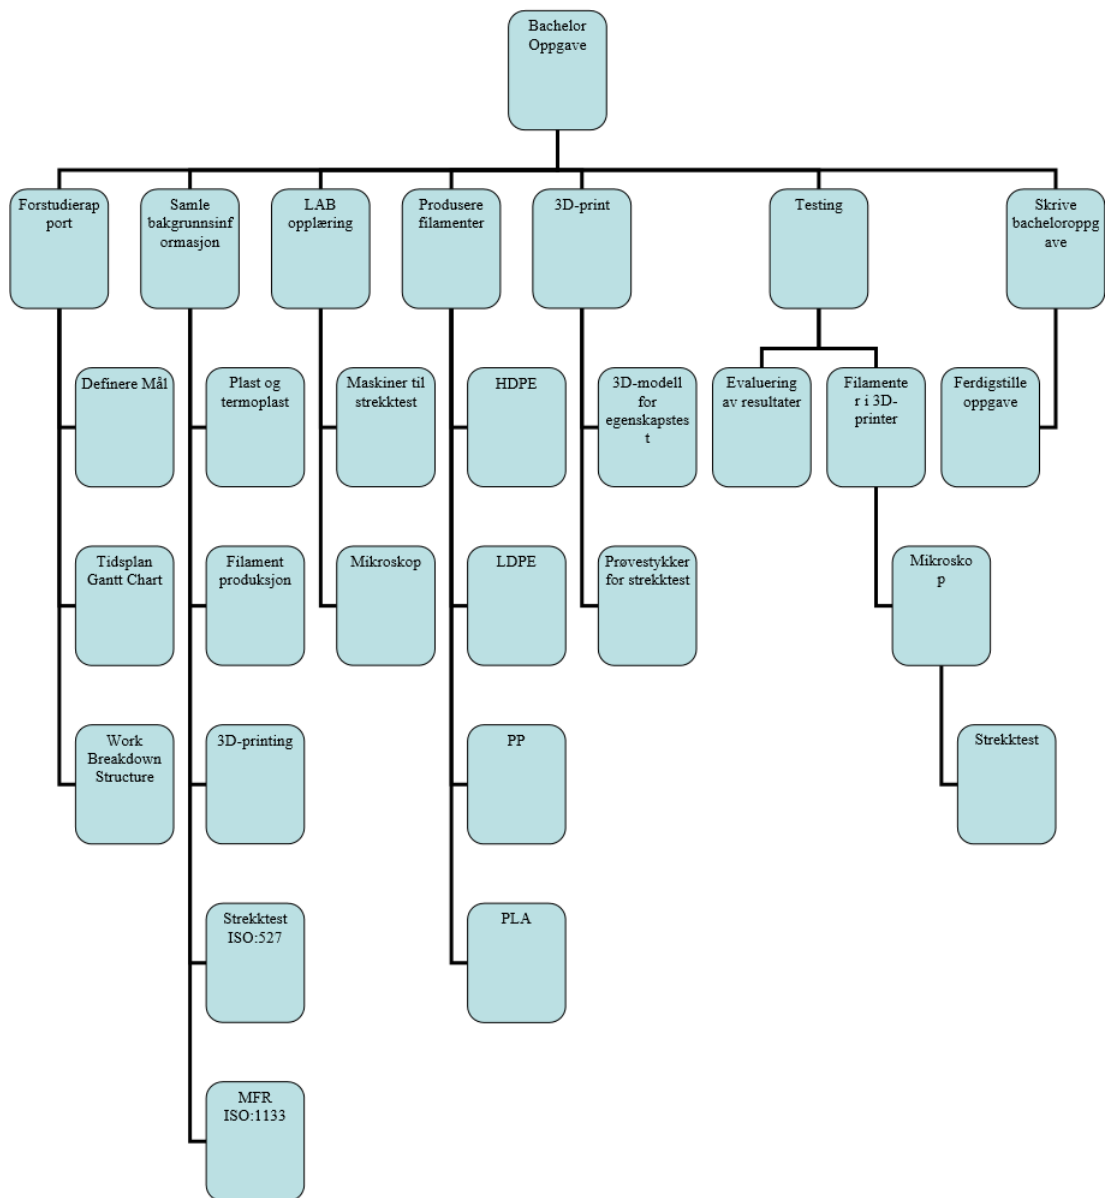 Bachelor
Oppgave
Forstudierap
port
Samle
bakgrunnsinf
ormasjon
LAB
opplæring
Produsere
filamenter
3D-print
Testing
Skrive
bacheloroppg
ave
Definere Mål
Plast og
termoplast
Maskiner til
strekktest
HDPE
3D-modell
for
egenskapstes
t
Evaluering
av resultater
Filamente
r i 3D-
printer
Ferdigstille
oppgave
Tidsplan
Gantt Chart
Filament
produksjon
Mikroskop
LDPE
Prøvestykker
for strekktest
Mikrosko
p
Work
Breakdown
Structure
3D-printing
PP
Strekktest
Strekktest
ISO:527
PLA
MFR
ISO:1133